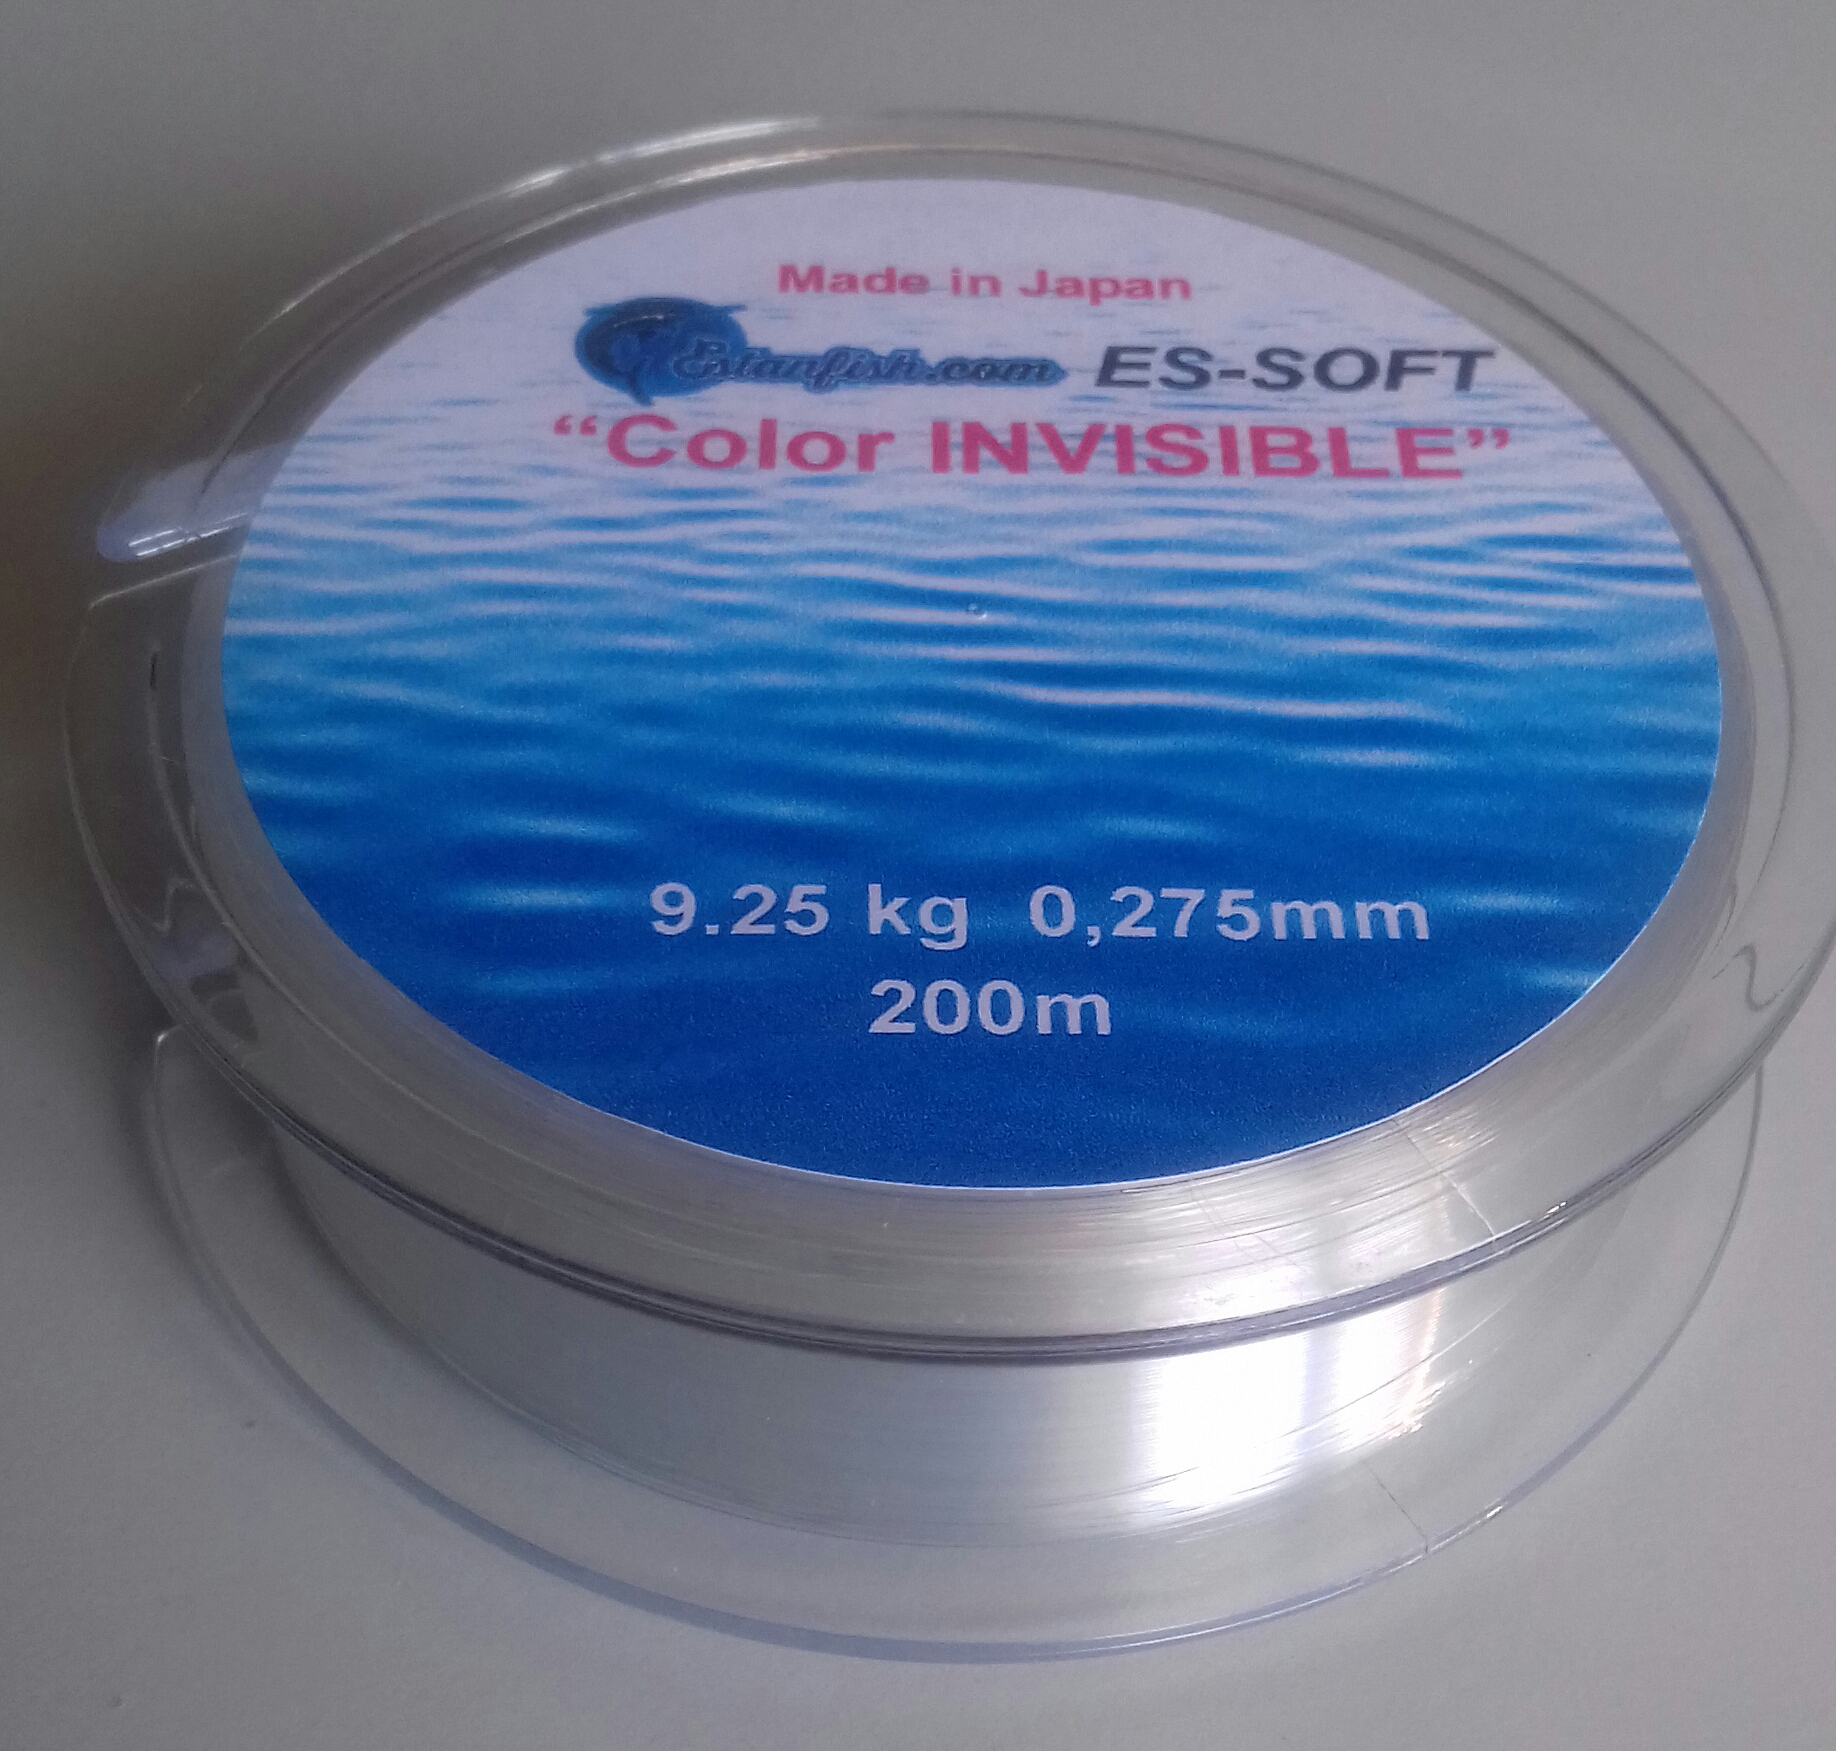 Made in Japan
Estanfish.com ES-SOFT
“Color INVISIBLE”
9.25 kg 0,275mm
200m